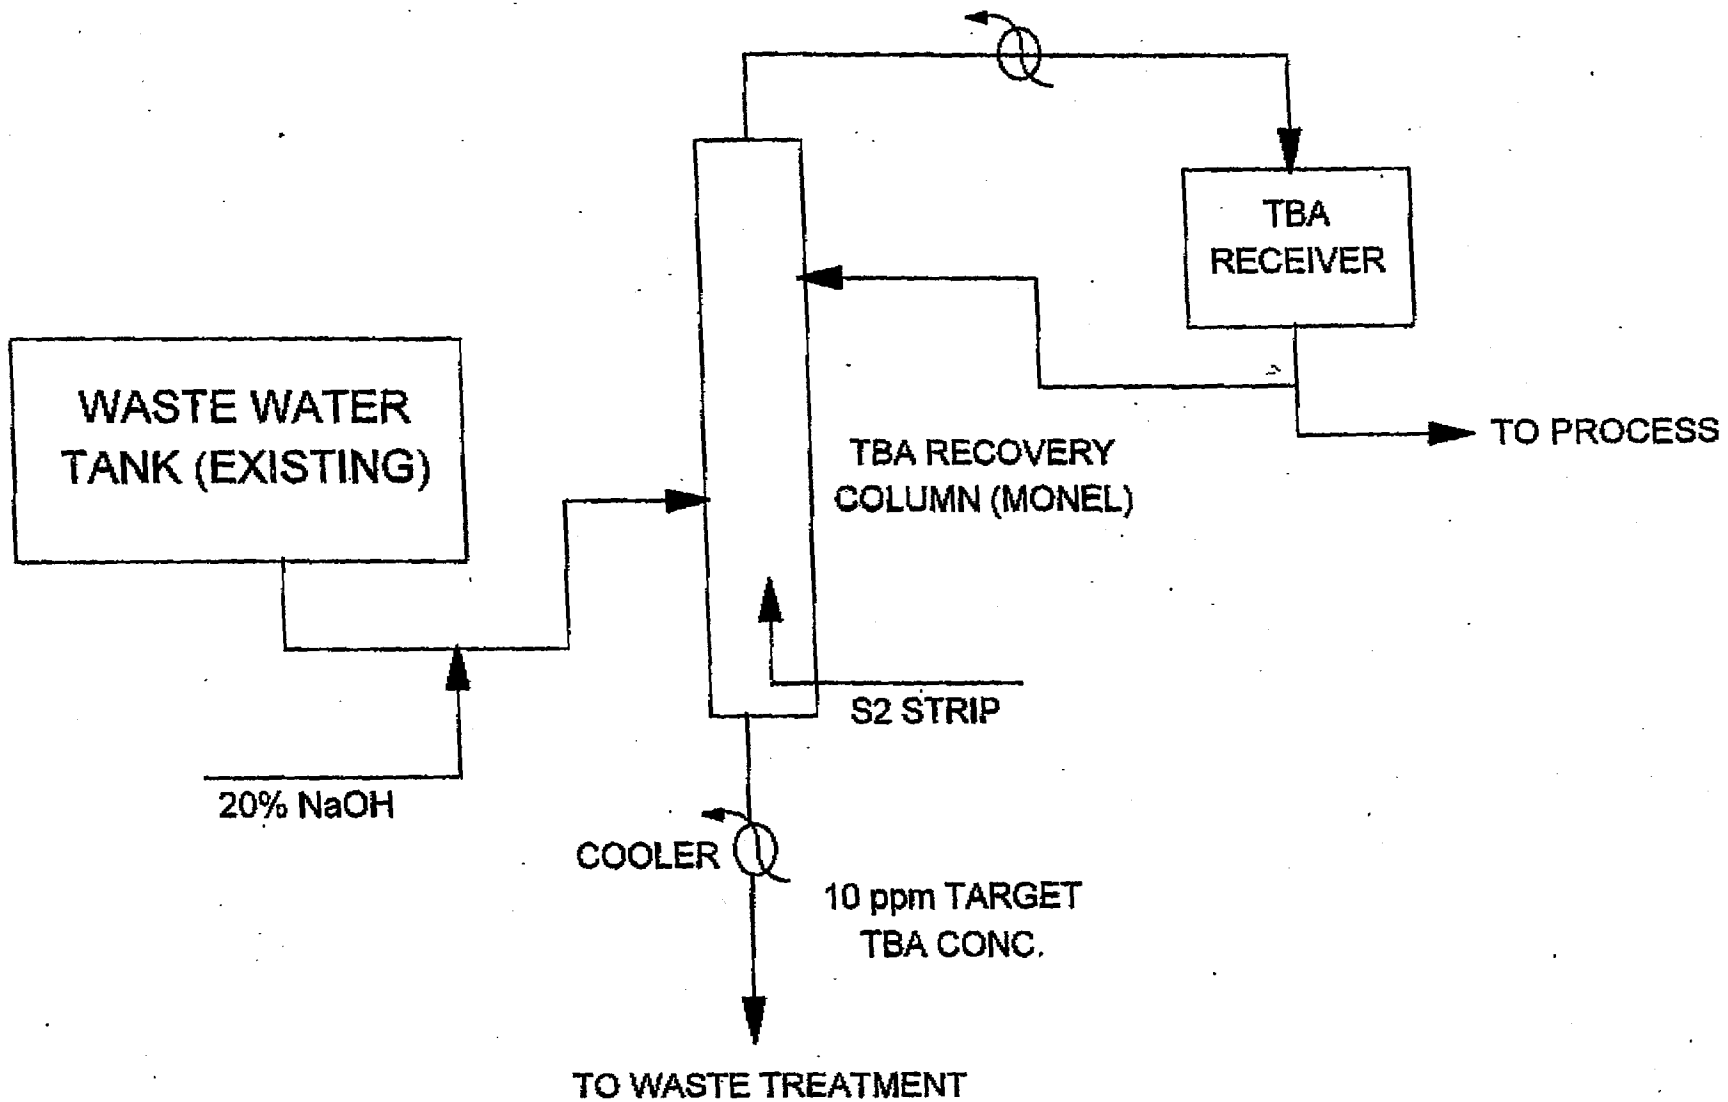 TBA
RECEIVER
WASTE WATER
TANK (EXISTING)
TO PROCESS
TBA RECOVERY
COLUMN (MONEL)
S2 STRIP
20% NaOH
COOLER
10 ppm TARGET
TBA CONC.
TO WASTE TREATMENT